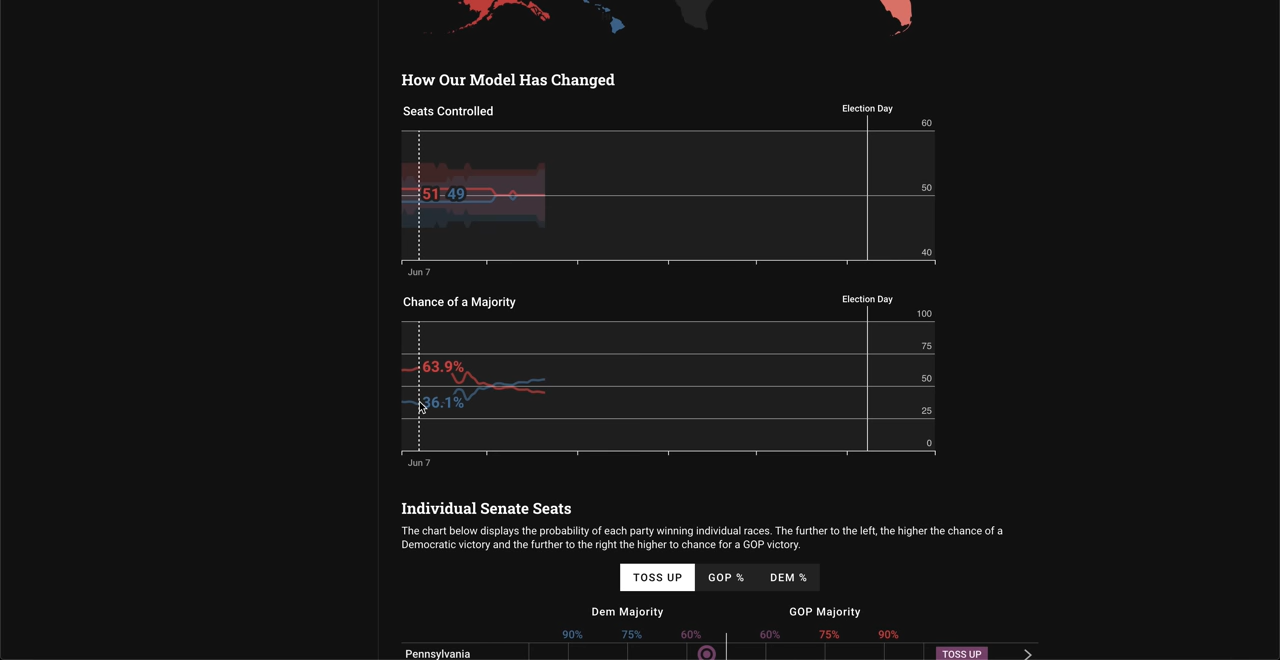 How Our Model Has Changed
Seats Controlled
Election Day
60
51-49
50
40
Jun 7
Chance of a Majority
Election Day
100
75
63.9%
50
36.1%
25
0
Jun 7
Individual Senate Seats
The chart below displays the probability of each party winning individual races. The further to the left, the higher the chance of a
Democratic victory and the further to the right the higher to chance for a GOP victory.
TOSS UP GOP % DEM %
Dem Majority GOP Majority
90% 75% 60% 60% 75% 90%
Pennsylvania TOSS UP